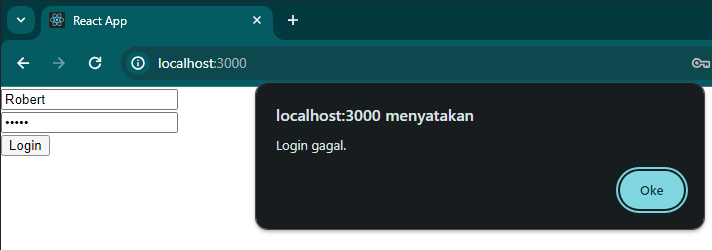 React App
localhost:3000
Robert
•••••
Login
localhost:3000 menyatakan
Login gagal.
Oke